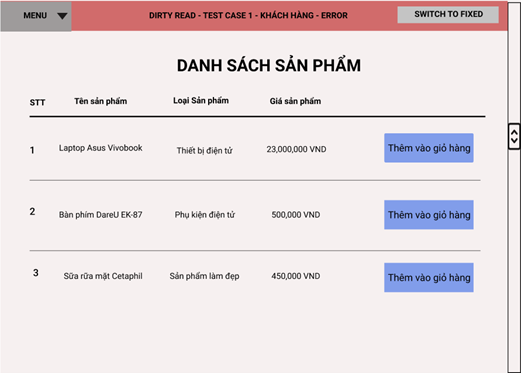 MENU DIRTY READ - TEST CASE 1 - KHÁCH HÀNG - ERROR SWITCH TO FIXED
DANH SÁCH SẢN PHẨM
STT Tên sản phẩm Loại Sản phẩm Giá sản phẩm
1 Laptop Asus Vivobook Thiết bị điện tử 23,000,000 VND Thêm vào giỏ hàng
2 Bàn phím DareU EK-87 Phụ kiện điện tử 500,000 VND Thêm vào giỏ hàng
3 Sữa rửa mặt Cetaphil Sản phẩm làm đẹp 450,000 VND Thêm vào giỏ hàng